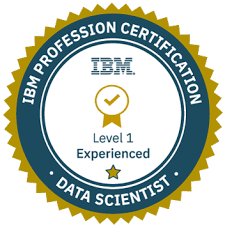 IBM PROFESSION CERTIFICATION
IBM®
Level 1
Experienced
· DATA SCIENTIST ·